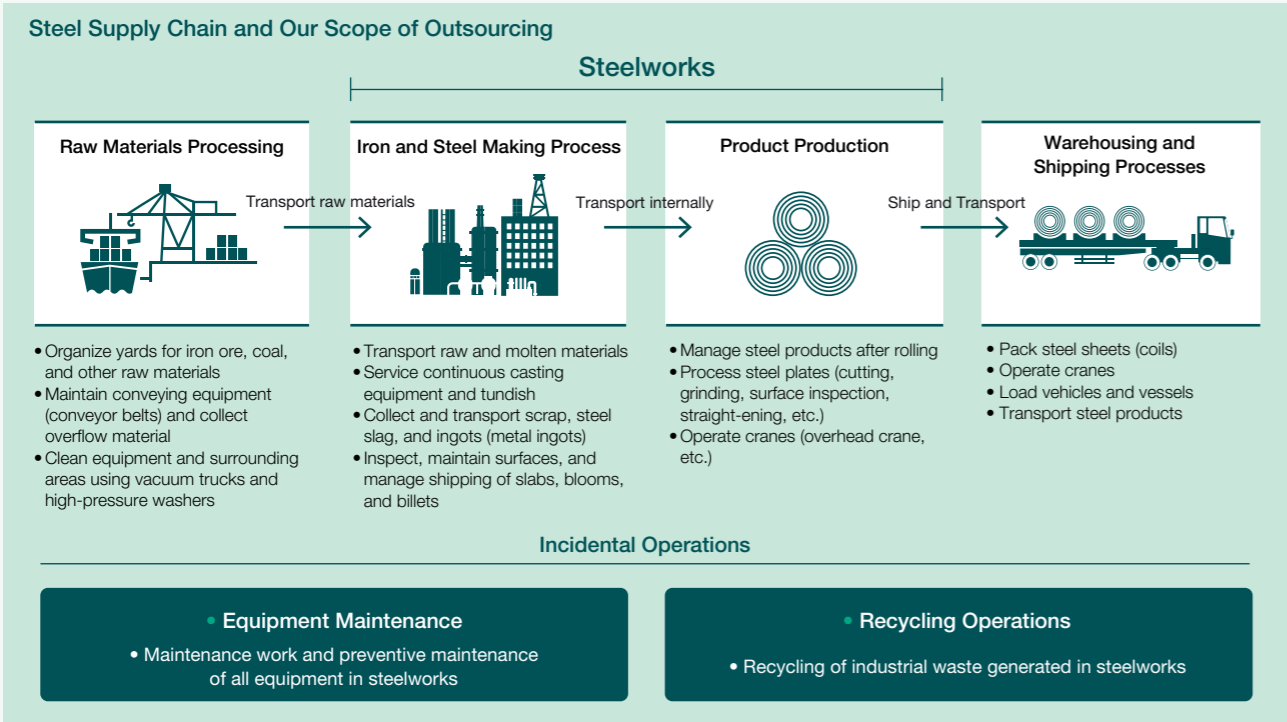 Steel Supply Chain and Our Scope of Outsourcing
Steelworks
Raw Materials Processing
Transport raw materials
Iron and Steel Making Process
Transport internally
Product Production
Ship and Transport
Warehousing and
Shipping Processes
• Organize yards for iron ore, coal,
and other raw materials
• Maintain conveying equipment
(conveyor belts) and collect
overflow material
• Clean equipment and surrounding
areas using vacuum trucks and
high-pressure washers
• Transport raw and molten materials
• Service continuous casting
equipment and tundish
• Collect and transport scrap, steel
slag, and ingots (metal ingots)
• Inspect, maintain surfaces, and
manage shipping of slabs, blooms,
and billets
• Manage steel products after rolling
• Process steel plates (cutting,
grinding, surface inspection,
straight-ening, etc.)
• Operate cranes (overhead crane,
etc.)
• Pack steel sheets (coils)
• Operate cranes
• Load vehicles and vessels
• Transport steel products
Incidental Operations
• Equipment Maintenance
• Maintenance work and preventive maintenance
of all equipment in steelworks
• Recycling Operations
• Recycling of industrial waste generated in steelworks